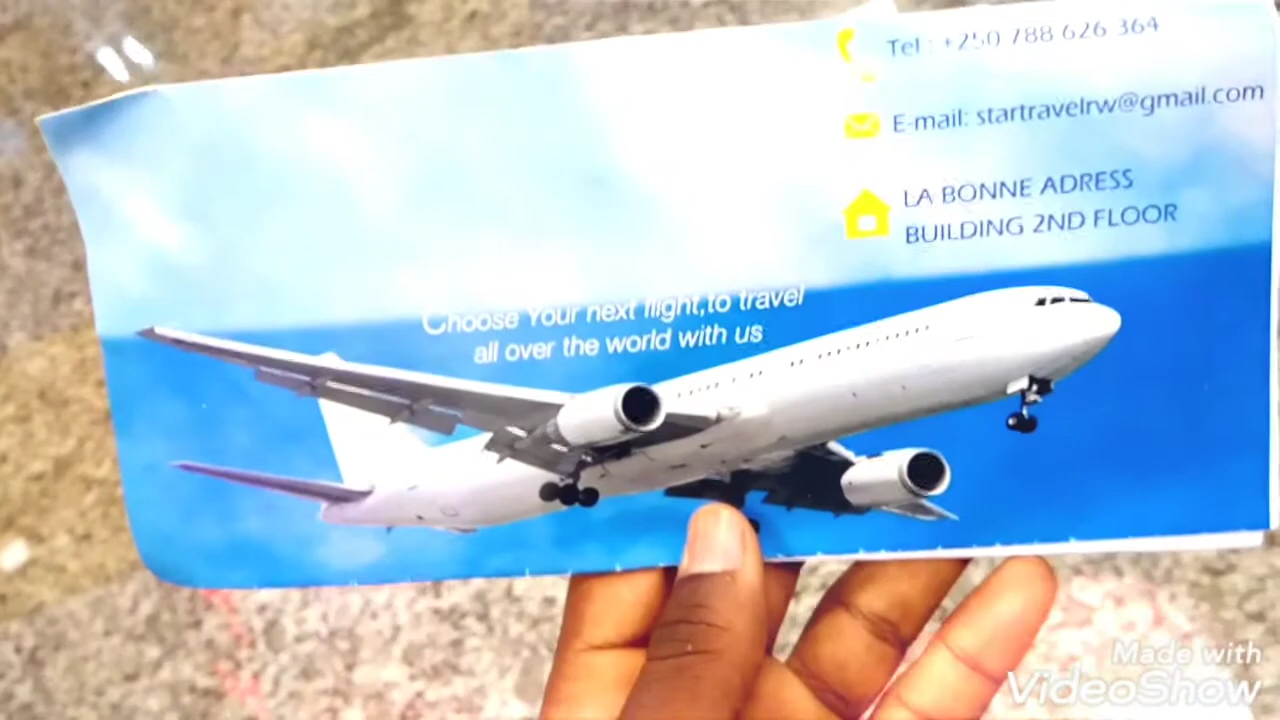 Tel : +250 788 626 364
E-mail: startravelrw@gmail.com
LA BONNE ADRESS
BUILDING 2ND FLOOR
Choose Your next flight,to travel
all over the world with us
Made with
VideoShow